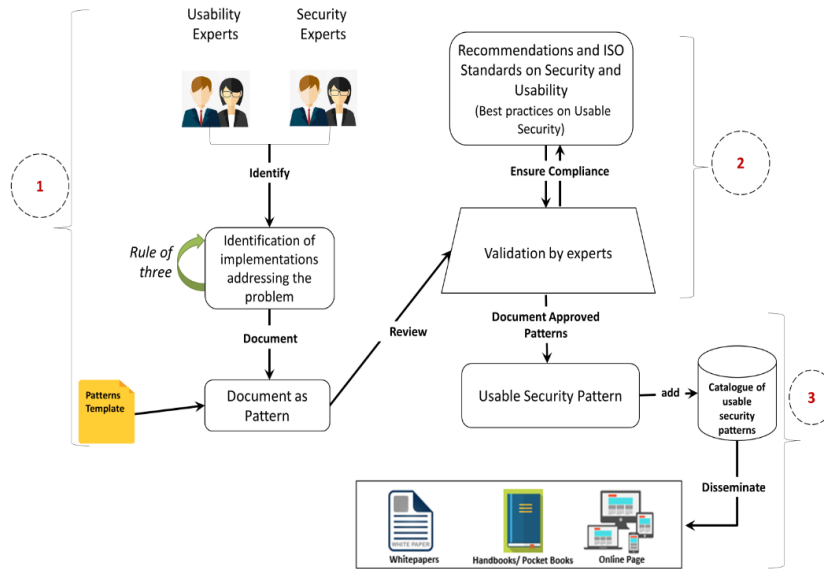 Usability
Experts
Security
Experts
1
Identify
Rule of
three
Identification of
implementations
addressing the
problem
Document
Patterns
Template
Document as
Pattern
Review
Recommendations and ISO
Standards on Security and
Usability
(Best practices on Usable
Security)
Ensure Compliance
2
Validation by experts
Document Approved
Patterns
Usable Security Pattern
add
Catalogue of
usable
security
patterns
3
Disseminate
WHITE PAPER
Whitepapers
Handbooks/ Pocket Books
Online Page